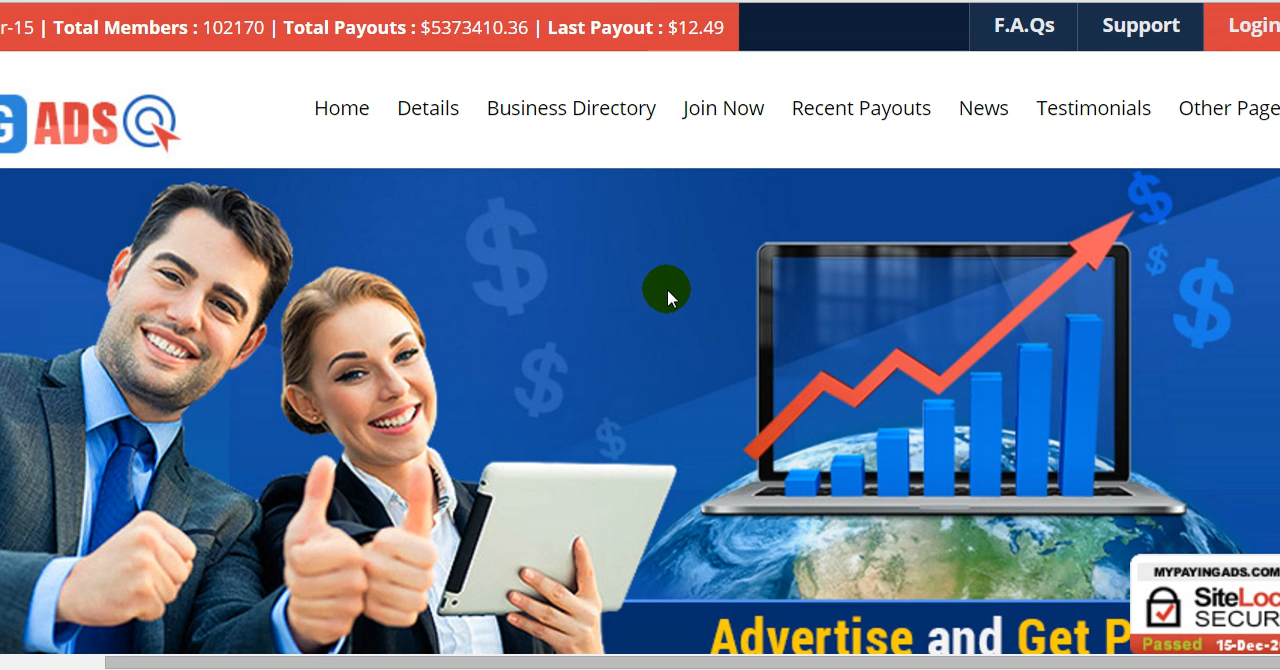 r-15 | Total Members : 102170 | Total Payouts : $5373410.36 | Last Payout : $12.49
F.A.Qs Support Login
G ADS
Home Details Business Directory Join Now Recent Payouts News Testimonials Other Page
$ $ $ $ $ $
MYPAYINGADS.COM
SiteLoc
SECUR
Passed 15-Dec-2
Advertise and Get P